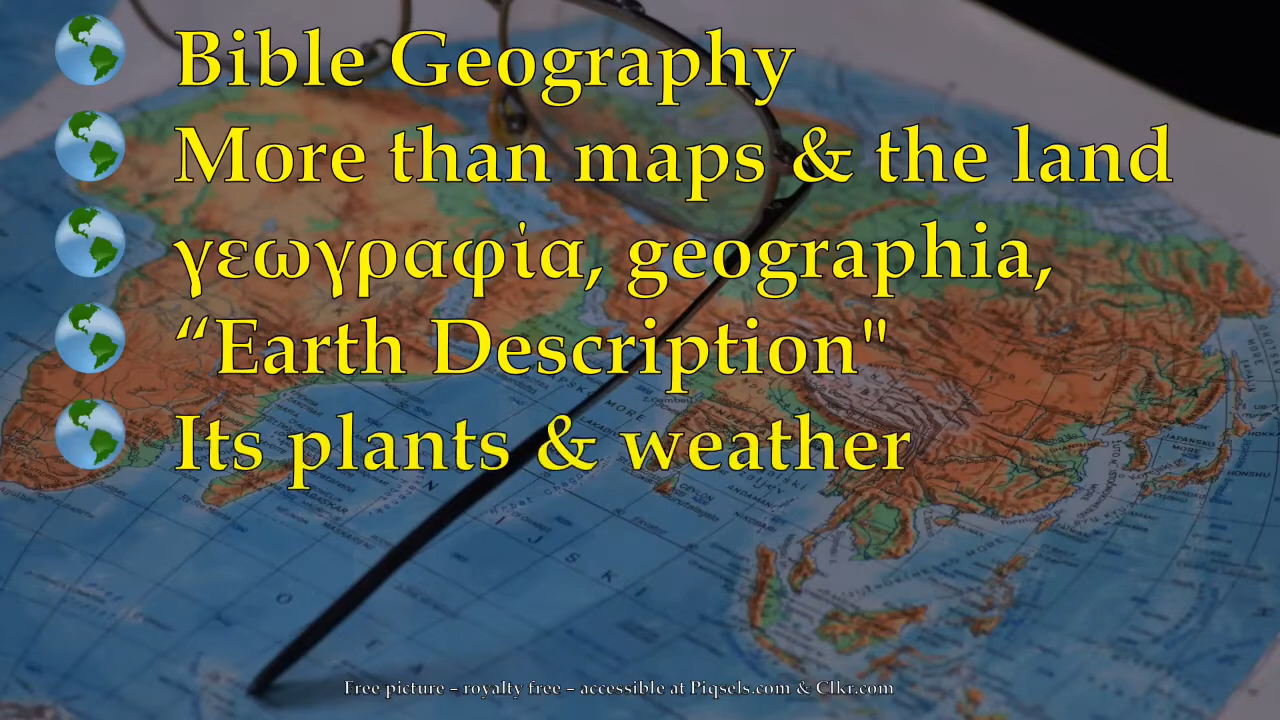 Bible Geography
More than maps & the land
γεωγραφία, geographia,
“Earth Description"
Its plants & weather
Free picture – royalty free – accessible at Piqsels.com & Clkr.com